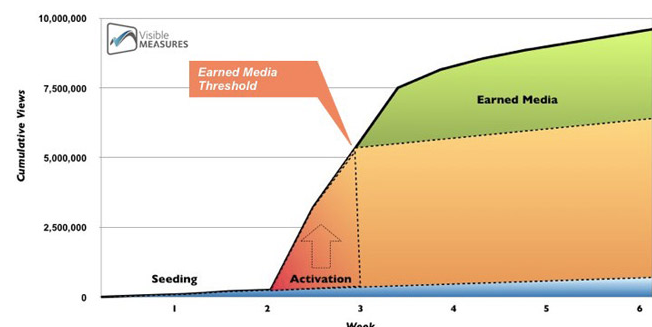 10,000,000
Visible
MEASURES
Earned Media
Threshold
7,500,000
Earned Media
Cumulative Views
5,000,000
2,500,000
Seeding
Activation
0
1 2 3 4 5 6
Week